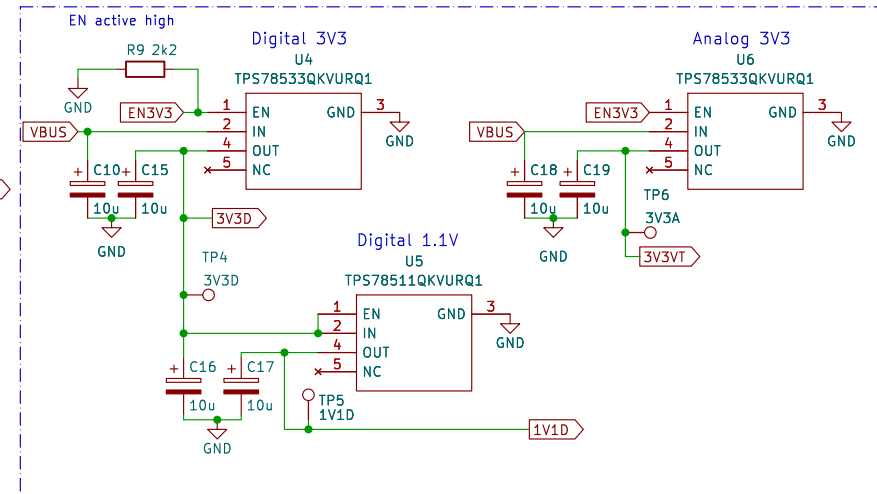 EN active high
Digital 3V3
U4
TPS78533QKVURQ1
R9 2k2
GND
EN3V3
VBUS
1 EN
2 IN
4 OUT
5 NC
GND 3
GND
C10
10u
C15
10u
GND
3V3D
TP4
3V3D
Analog 3V3
U6
TPS78533QKVURQ1
EN3V3
VBUS
1 EN
2 IN
4 OUT
5 NC
GND 3
GND
C18
10u
C19
10u
GND
TP6
3V3A
3V3VT
Digital 1.1V
U5
TPS78511QKVURQ1
1 EN
2 IN
4 OUT
5 NC
GND 3
GND
C16
10u
C17
10u
GND
TP5
1V1D
1V1D